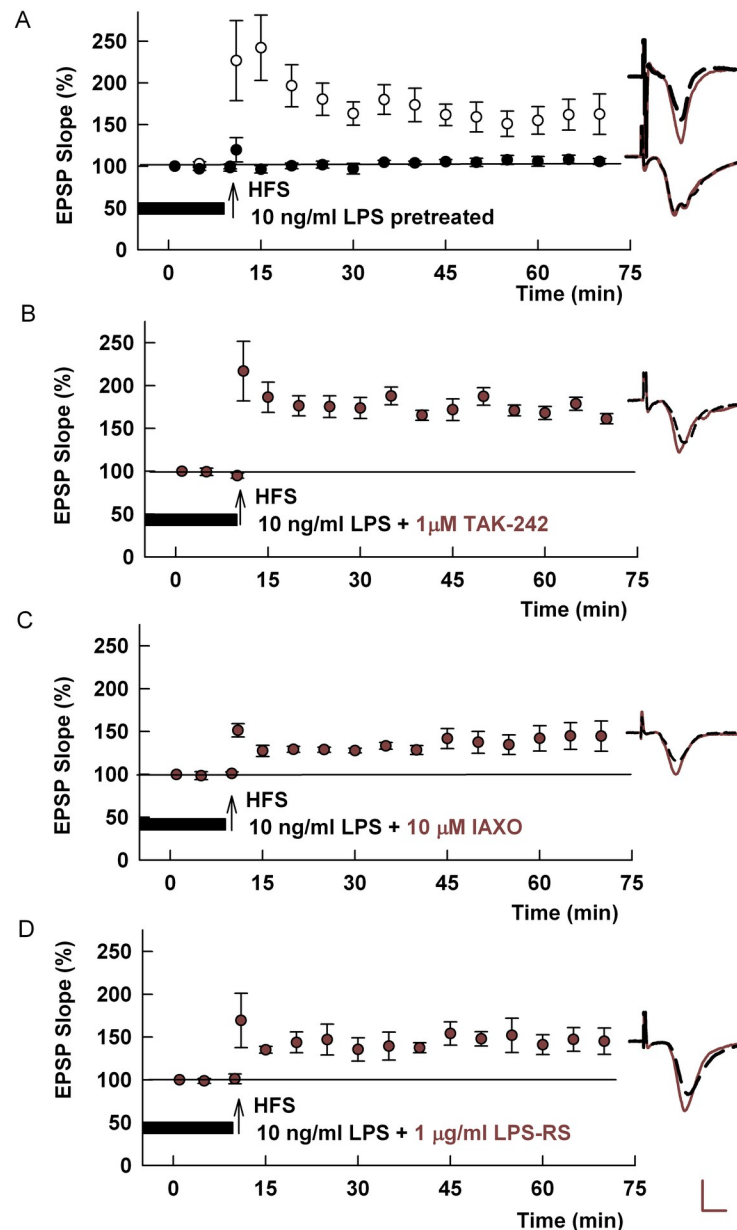 A
EPSP Slope (%)
250
200
150
100
50
0
HFS
10 ng/ml LPS pretreated
0 15 30 45 60 75
Time (min)
B
EPSP Slope (%)
250
200
150
100
50
0
HFS
10 ng/ml LPS + 1μM TAK-242
0 15 30 45 60 75
Time (min)
C
EPSP Slope (%)
250
200
150
100
50
0
HFS
10 ng/ml LPS + 10 μM IAXO
0 15 30 45 60 75
Time (min)
D
EPSP Slope (%)
250
200
150
100
50
0
HFS
10 ng/ml LPS + 1 μg/ml LPS-RS
0 15 30 45 60 75
Time (min)